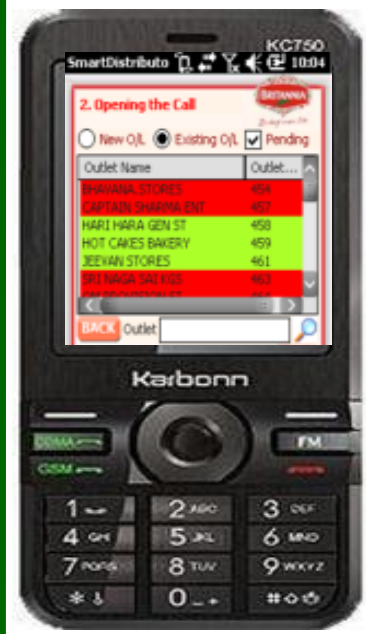 KC750
SmartDistributo 10:04
2. Opening the Call
BRITANNIA
New O/L Existing O/L Pending
Outlet Name Outlet...
BHAVANA STORES 454
CAPTAIN SHARMA ENT 457
HARI HARA GEN ST 458
HOT CAKES BAKERY 459
JEEVAN STORES 461
SRI NAGA SAI KGS 463
BACK Outlet
Karbonn
CDMA FM
GSM
1 2 ABC 3 DEF
4 GHI 5 JKL 6 MNO
7 PQRS 8 TUV 9 WXYZ
* 0 _ + #